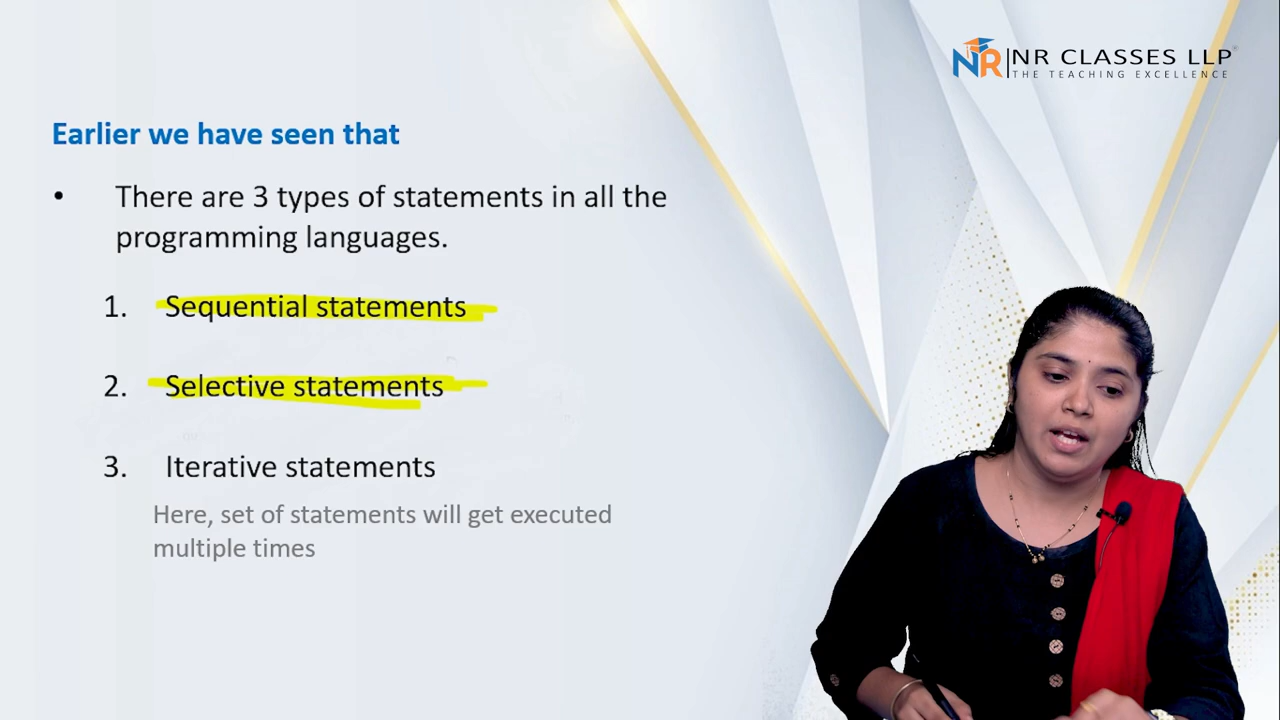 NR|NR CLASSES LLP®
THE TEACHING EXCELLENCE
Earlier we have seen that
• There are 3 types of statements in all the
programming languages.
1. Sequential statements
2. Selective statements
3. Iterative statements
Here, set of statements will get executed
multiple times